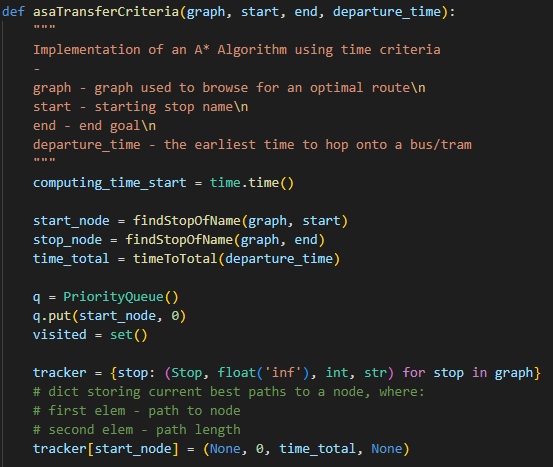 def asaTransferCriteria(graph, start, end, departure_time):
    """
    Implementation of an A* Algorithm using time criteria
    -
    graph - graph used to browse for an optimal route\n
    start - starting stop name\n
    end - end goal\n
    departure_time - the earliest time to hop onto a bus/tram
    """
    computing_time_start = time.time()

    start_node = findStopOfName(graph, start)
    stop_node = findStopOfName(graph, end)
    time_total = timeToTotal(departure_time)

    q = PriorityQueue()
    q.put(start_node, 0)
    visited = set()

    tracker = {stop: (Stop, float('inf'), int, str) for stop in graph}
    # dict storing current best paths to a node, where:
    # first elem - path to node
    # second elem - path length
    tracker[start_node] = (None, 0, time_total, None)